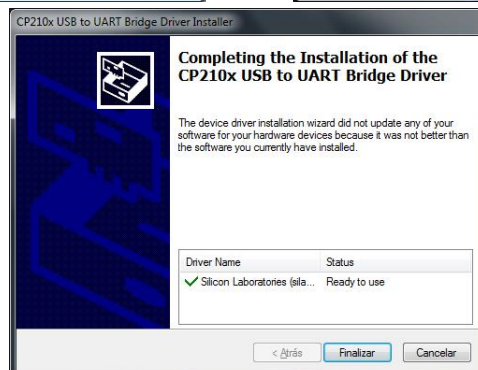 CP210x USB to UART Bridge Driver Installer
Completing the Installation of the
CP210x USB to UART Bridge Driver
The device driver installation wizard did not update any of your
software for your hardware devices because it was not better than
the software you currently have installed.
Driver Name Status
Silicon Laboratories (sila... Ready to use
< Atrás Finalizar Cancelar